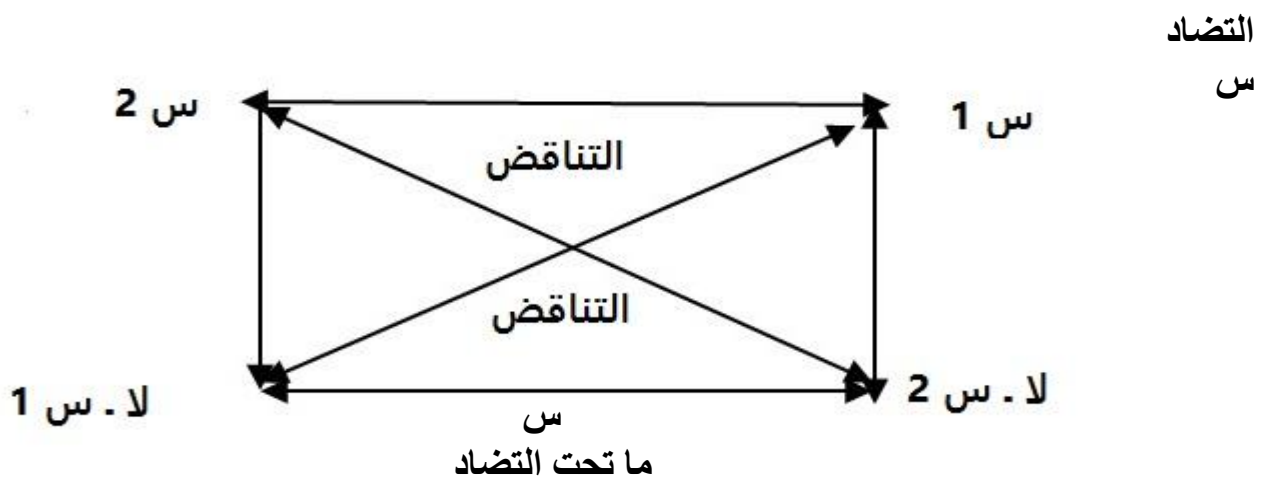 التضاد
س
س 1
س 2
التناقض
التناقض
لا . س 2
لا . س 1
س
ما تحت التضاد